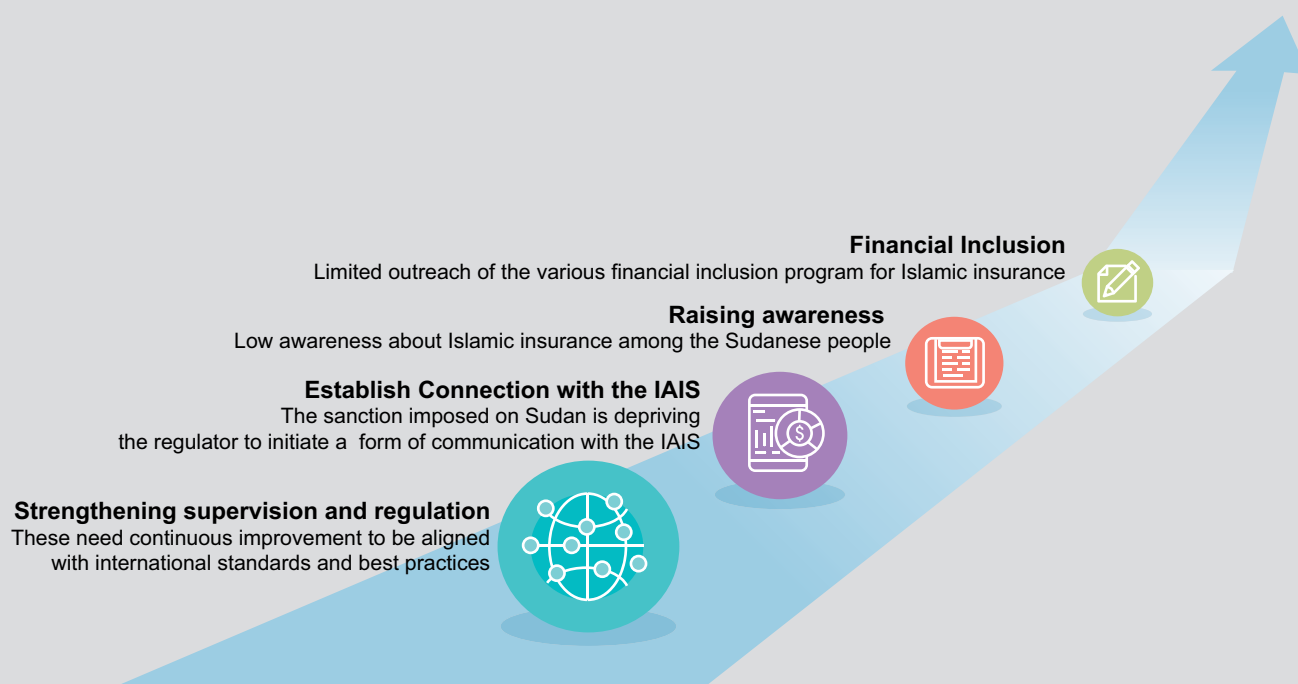 Financial Inclusion
Limited outreach of the various financial inclusion program for Islamic insurance
Raising awareness
Low awareness about Islamic insurance among the Sudanese people
Establish Connection with the IAIS
The sanction imposed on Sudan is depriving
the regulator to initiate a form of communication with the IAIS
$
Strengthening supervision and regulation
These need continuous improvement to be aligned
with international standards and best practices